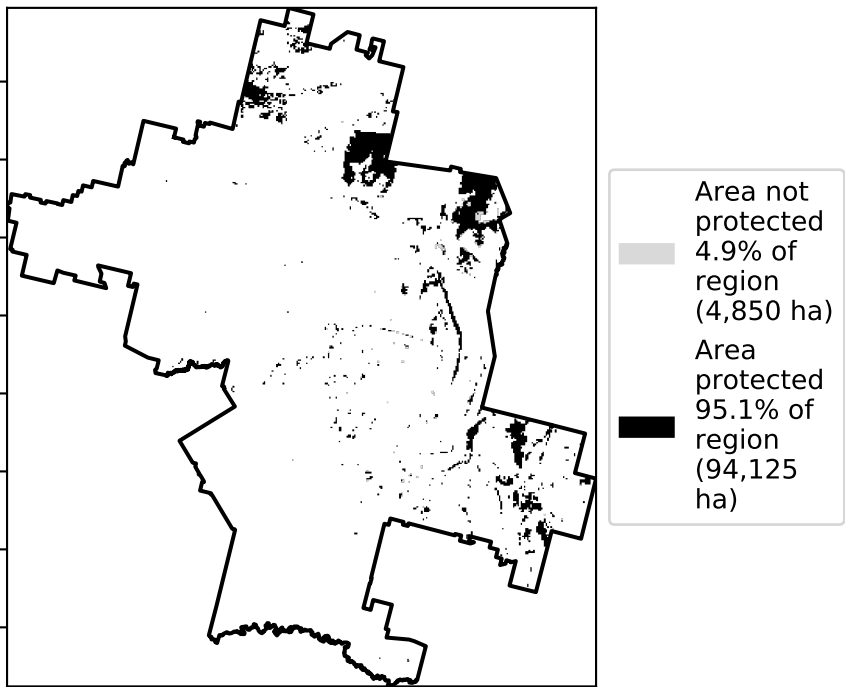 Area not
protected
4.9% of
region
(4,850 ha)
Area
protected
95.1% of
region
(94,125
ha)